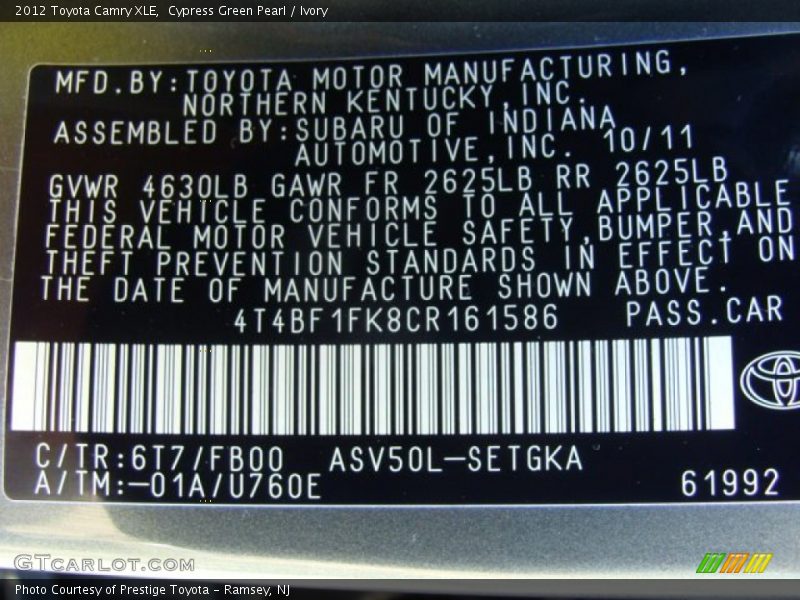 2012 Toyota Camry XLE,  Cypress Green Pearl / Ivory
MFD.BY:TOYOTA MOTOR MANUFACTURING,
NORTHERN KENTUCKY,INC.
ASSEMBLED BY:SUBARU OF INDIANA
AUTOMOTIVE,INC. 10/11
GVWR 4630LB GAWR FR 2625LB RR 2625LB
THIS VEHICLE CONFORMS TO ALL APPLICABLE
FEDERAL MOTOR VEHICLE SAFETY,BUMPER,AND
THEFT PREVENTION STANDARDS IN EFFECT ON
THE DATE OF MANUFACTURE SHOWN ABOVE.
4T4BF1FK8CR161586 PASS.CAR
C/TR:6T7/FB00 ASV50L-SETGKA
A/TM:-01A/U760E 61992
GTCARLOT.COM
Photo Courtesy of Prestige Toyota - Ramsey, NJ